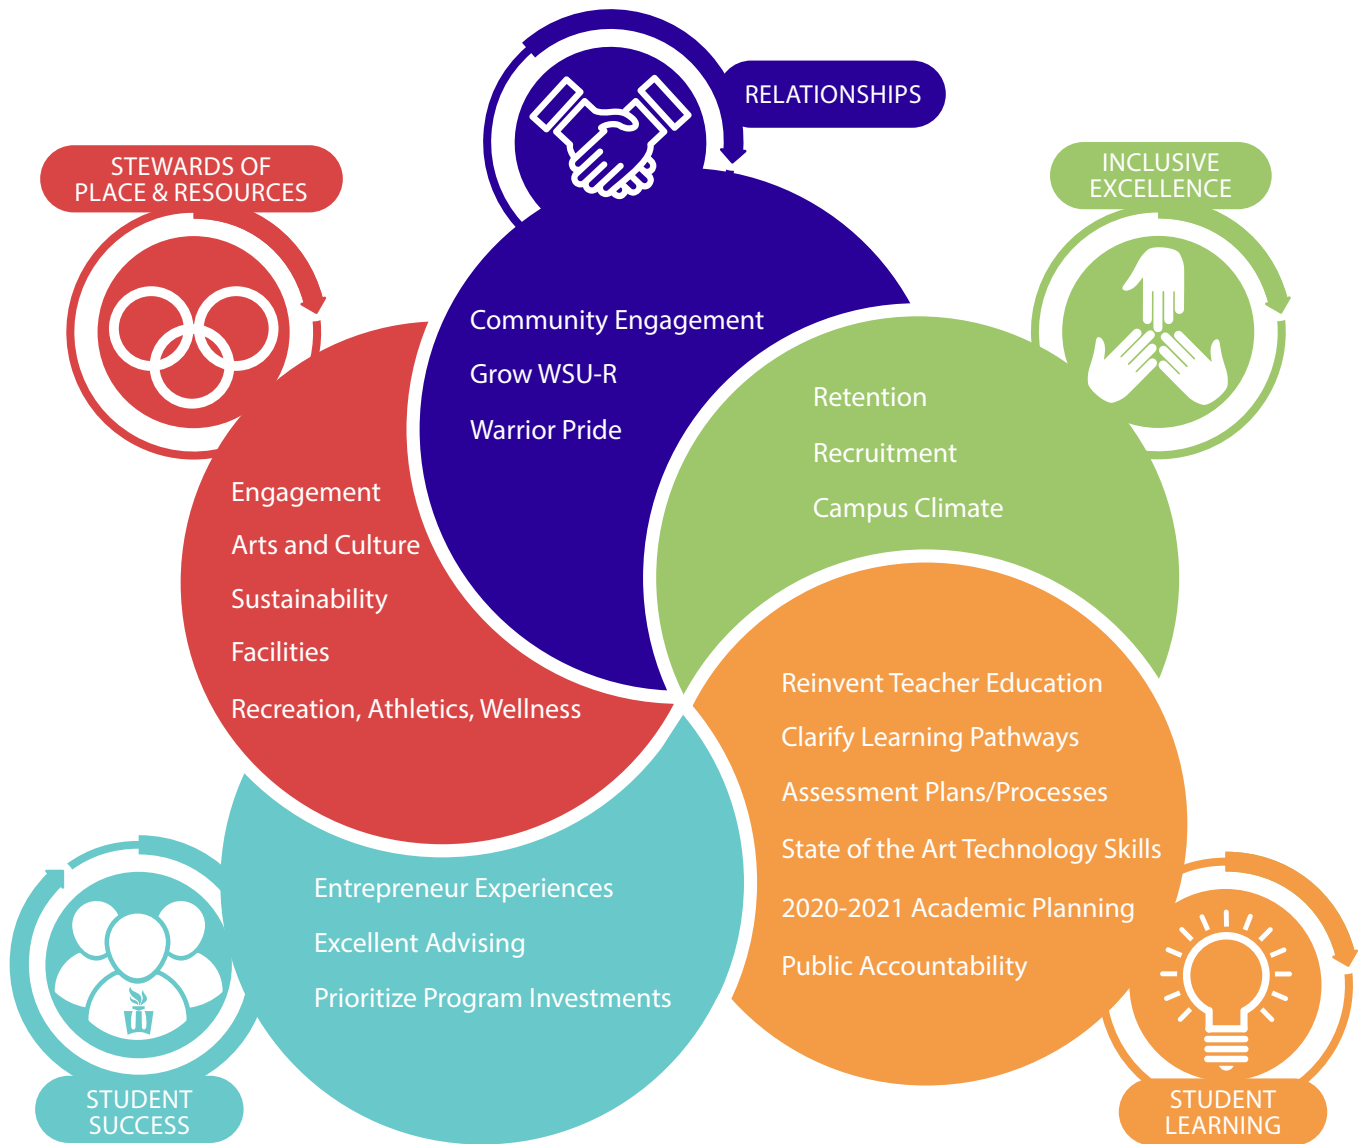 RELATIONSHIPS
Community Engagement
Grow WSU-R
Warrior Pride
INCLUSIVE
EXCELLENCE
Retention
Recruitment
Campus Climate
Reinvent Teacher Education
Clarify Learning Pathways
Assessment Plans/Processes
State of the Art Technology Skills
2020-2021 Academic Planning
Public Accountability
STUDENT
LEARNING
Entrepreneur Experiences
Excellent Advising
Prioritize Program Investments
STUDENT
SUCCESS
STEWARDS OF
PLACE & RESOURCES
Engagement
Arts and Culture
Sustainability
Facilities
Recreation, Athletics, Wellness